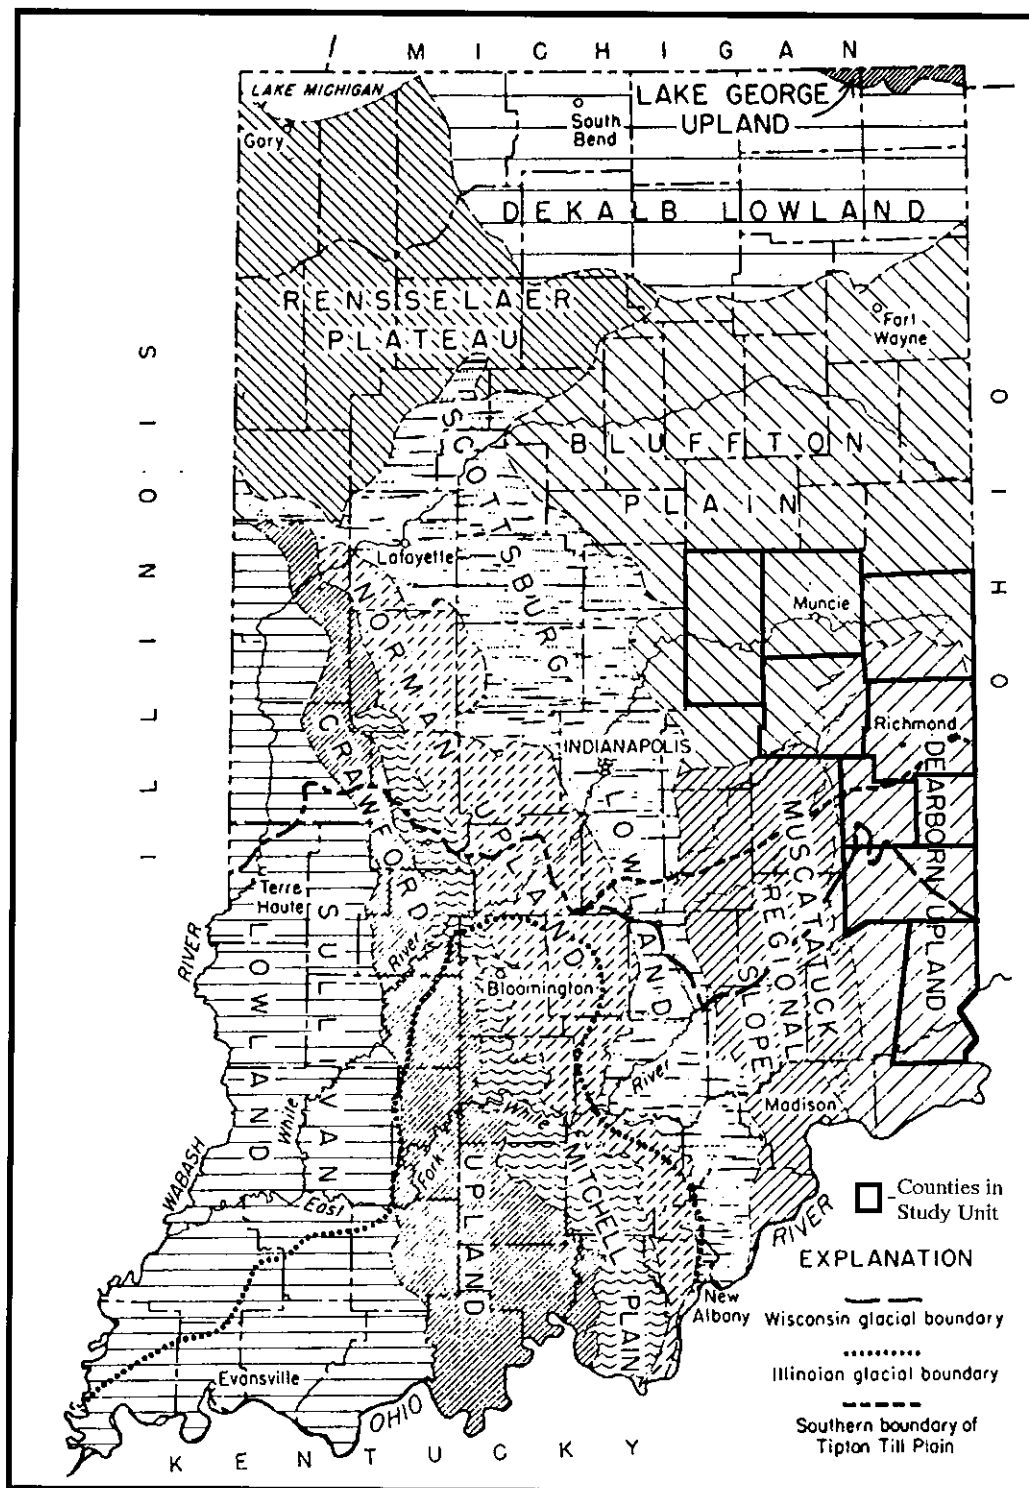 MICHIGAN
LAKE MICHIGAN
Gary
South
Bend
LAKE GEORGE
UPLAND
DEKALB LOWLAND
RENSSELAER
PLATEAU
Fort
Wayne
ILLINOIS
OHIO
BLUFFTON
PLAIN
SCOTTSBURG
LOWLAND
Lafayette
NORMAN
UPLAND
Muncie
Richmond
INDIANAPOLIS
CRAWFORD
UPLAND
DEARBORN UPLAND
MUSCATATUCK
REGIONAL
SLOPE
Terre
Haute
SULLIVAN
LOWLAND
River
RIVER
Bloomington
River
White
Fork
White
East
WABASH
MITCHELL PLAIN
Madison
RIVER
New
Albany
Evansville
OHIO
KENTUCKY
Counties in
Study Unit
EXPLANATION
Wisconsin glacial boundary
Illinoian glacial boundary
Southern boundary of
Tipton Till Plain